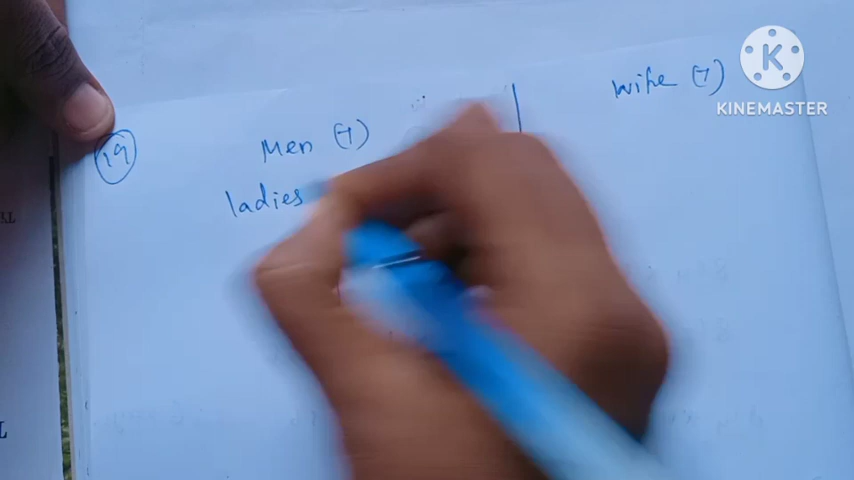 19
Men (7)
wife (7)
ladies
K
KINEMASTER